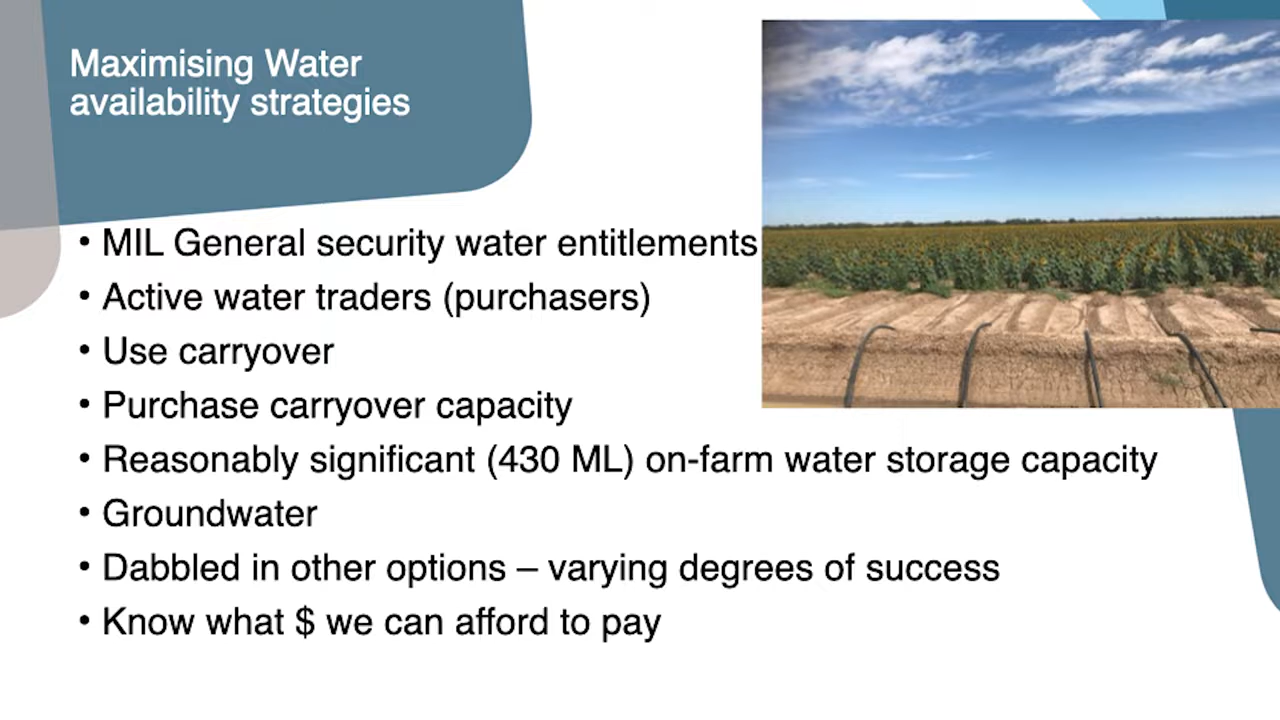 Maximising Water
availability strategies
• MIL General security water entitlements
• Active water traders (purchasers)
• Use carryover
• Purchase carryover capacity
• Reasonably significant (430 ML) on-farm water storage capacity
• Groundwater
• Dabbled in other options – varying degrees of success
• Know what $ we can afford to pay